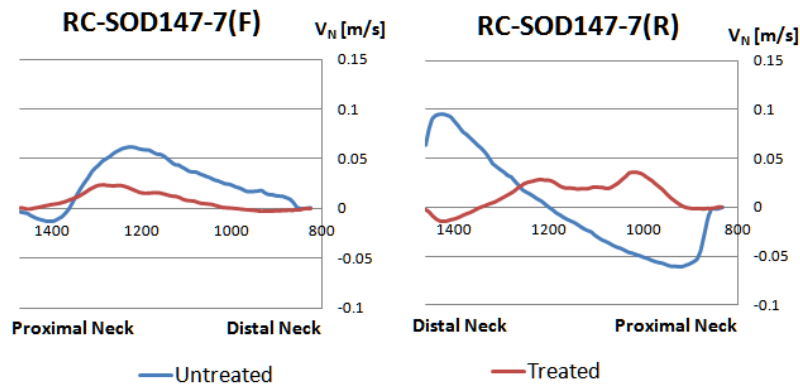 RC-SOD147-7(F)
V_N [m/s]
0.15
0.1
0.05
0
-0.05
-0.1
1400 1200 1000 800
Proximal Neck Distal Neck
RC-SOD147-7(R)
V_N [m/s]
0.15
0.1
0.05
0
-0.05
-0.1
1400 1200 1000 800
Distal Neck Proximal Neck
Untreated Treated